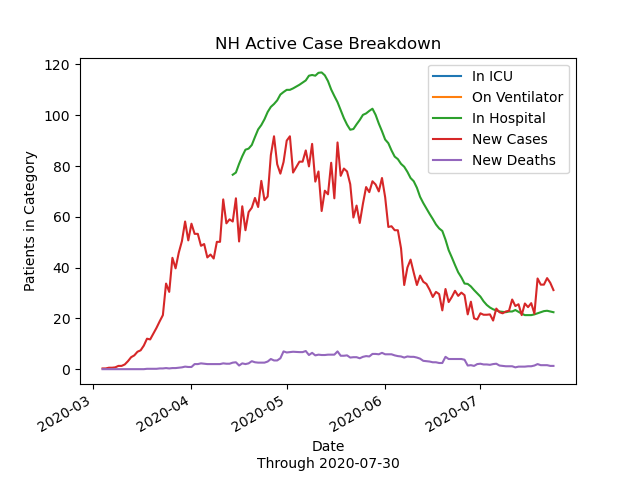 NH Active Case Breakdown
120
100
80
60
40
20
0
Patients in Category
In ICU
On Ventilator
In Hospital
New Cases
New Deaths
2020-03
2020-04
2020-05
2020-06
2020-07
Date
Through 2020-07-30